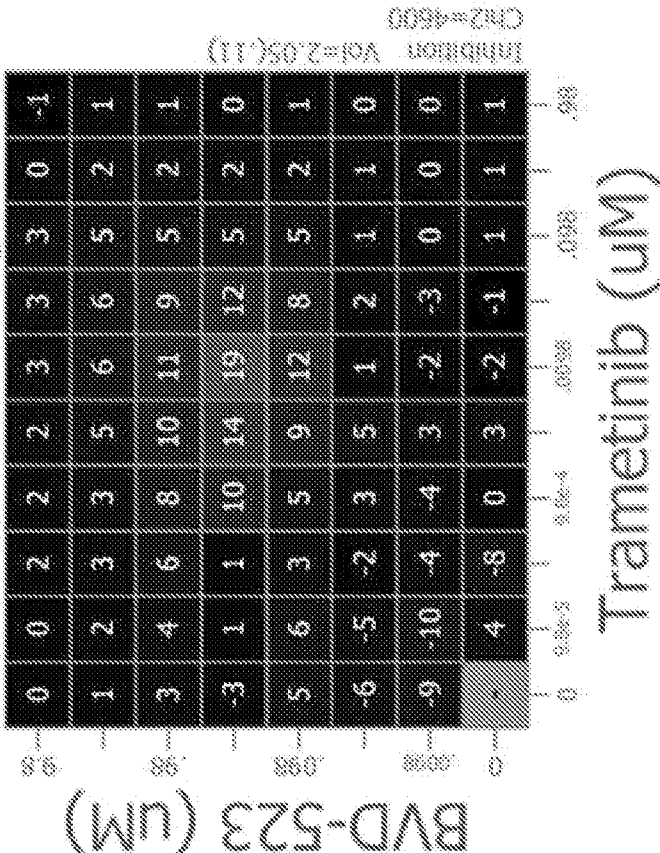 BVD-523 (uM)
9.8 0 0 2 2 2 3 3 3 0 -1
1 2 3 3 5 6 6 5 2 1
.98 3 4 6 8 10 11 9 5 2 1
-3 1 1 10 14 19 12 5 2 0
.098 5 6 3 5 9 12 8 5 2 1
-6 -5 -2 3 5 1 2 1 1 0
.0098 -9 -10 -4 -4 3 -2 -3 0 0 0
0 - 4 -8 0 3 -2 -1 1 1 1
0 9.8e-5 9.8e-4 .0098 .098 .98
Trametinib (uM)
Inhibition Vol=2.05(.11)
Chi2=4600